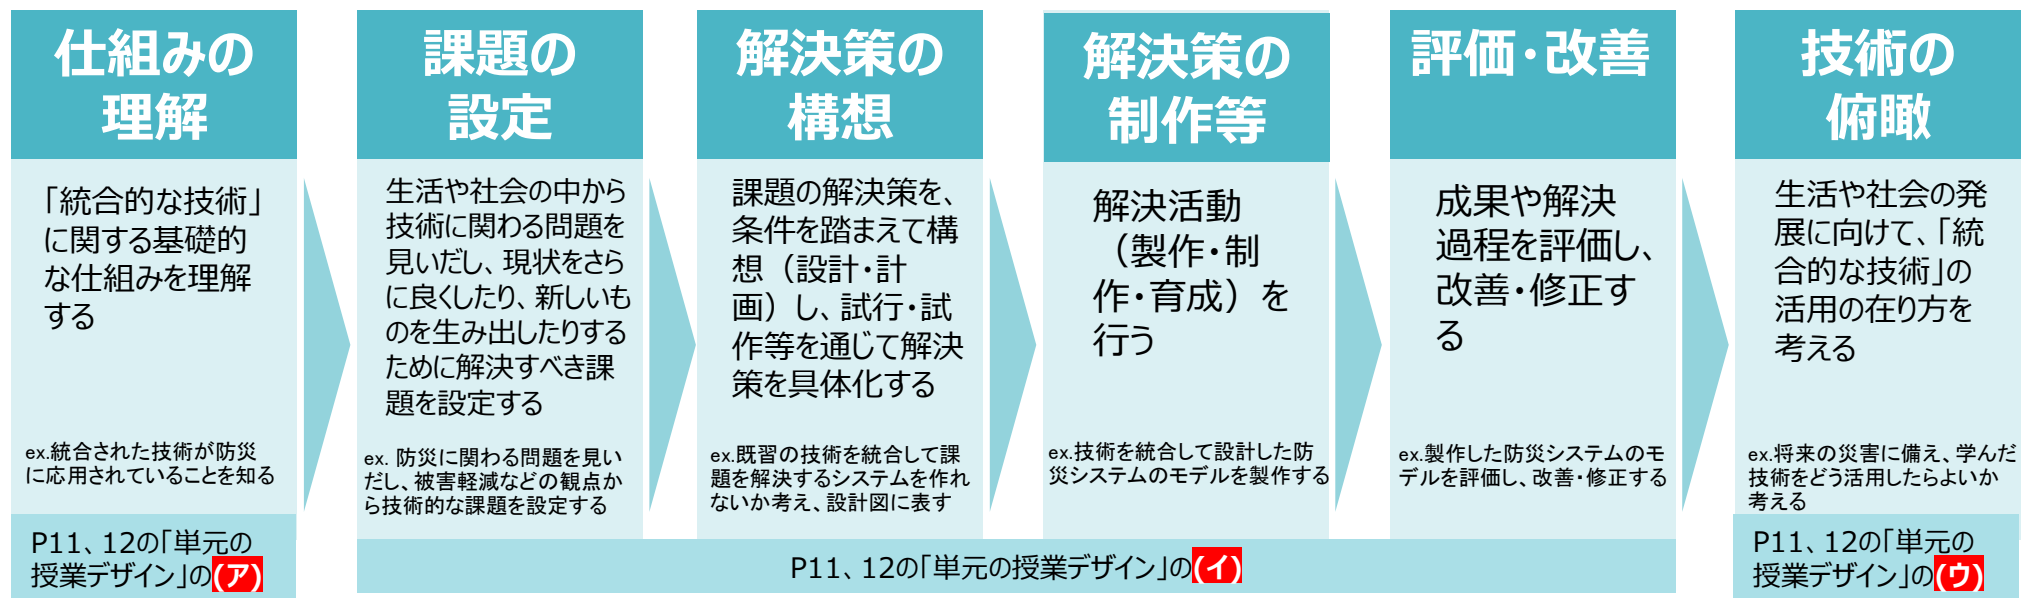 仕組みの
理解
「統合的な技術」
に関する基礎的
な仕組みを理解
する
ex.統合された技術が防災
に応用されていることを知る
P11、12の「単元の
授業デザイン」の(ア)
課題の
設定
生活や社会の中から
技術に関わる問題を
見いだし、現状をさら
に良くしたり、新しいも
のを生み出したりする
ために解決すべき課
題を設定する
ex. 防災に関わる問題を見い
だし、被害軽減などの観点か
ら技術的な課題を設定する
解決策の
構想
課題の解決策を、
条件を踏まえて構
想（設計・計
画）し、試行・試
作等を通じて解決
策を具体化する
ex.既習の技術を統合して課
題を解決するシステムを作れ
ないか考え、設計図に表す
解決策の
制作等
解決活動
（製作・制
作・育成）を
行う
ex.技術を統合して設計した防
災システムのモデルを製作する
評価・改善
成果や解決
過程を評価し、
改善・修正す
る
ex.製作した防災システムのモ
デルを評価し、改善・修正する
P11、12の「単元の授業デザイン」の(イ)
技術の
俯瞰
生活や社会の発
展に向けて、「統
合的な技術」の
活用の在り方を
考える
ex.将来の災害に備え、学んだ
技術をどう活用したらよいか
考える
P11、12の「単元の
授業デザイン」の(ウ)